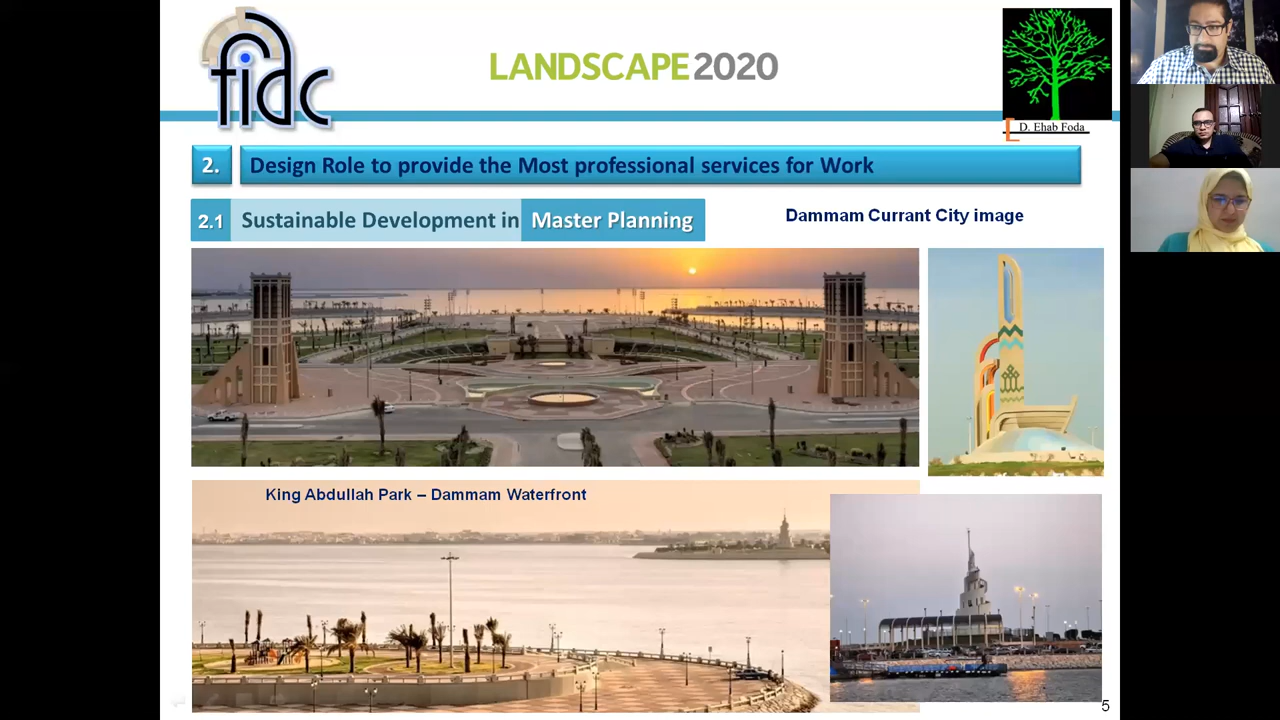 fidc
LANDSCAPE2020
D. Ehab Foda
2. Design Role to provide the Most professional services for Work
2.1 Sustainable Development in Master Planning
Dammam Currant City image
King Abdullah Park – Dammam Waterfront
5